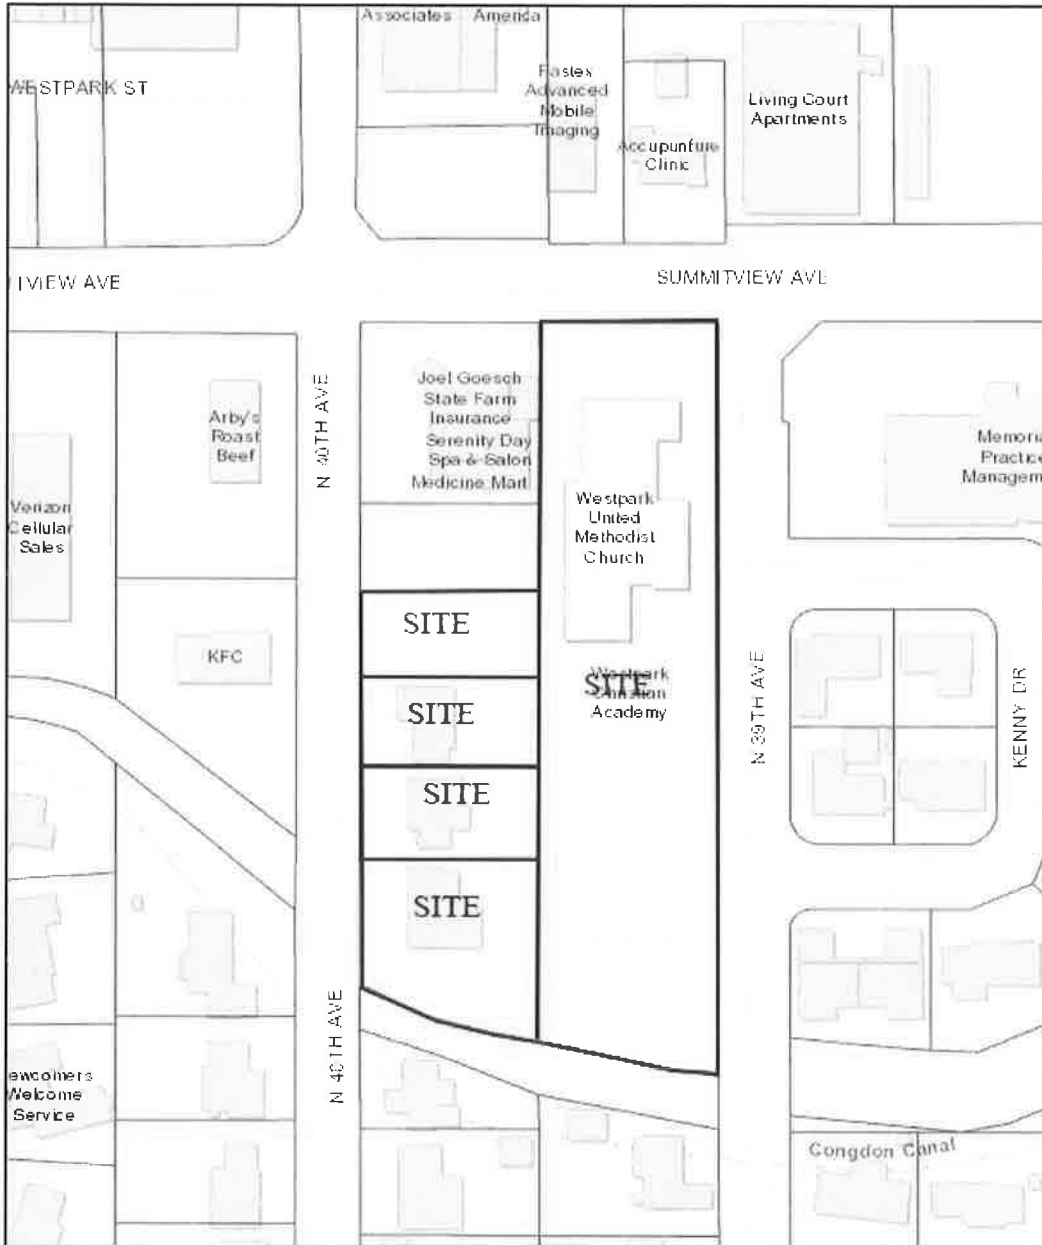 Associates
America
WESTPARK ST
Fastex
Advanced
Mobile
Imaging
Living Court
Apartments
Accupunture
Clinic
SUMMITVIEW AVE
VIEW AVE
N 40TH AVE
Joel Goesch
State Farm
Insurance
Serenity Day
Spa & Salon
Medicine Mart
Arby's
Roast
Beef
Verizon
Cellular
Sales
Westpark
United
Methodist
Church
Memoria
Practice
Managem
SITE
KFC
Westpark
SITE
Christian
Academy
SITE
SITE
N 39TH AVE
KENNY DR
SITE
N 40TH AVE
ewcomers
Welcome
Service
Congdon Canal